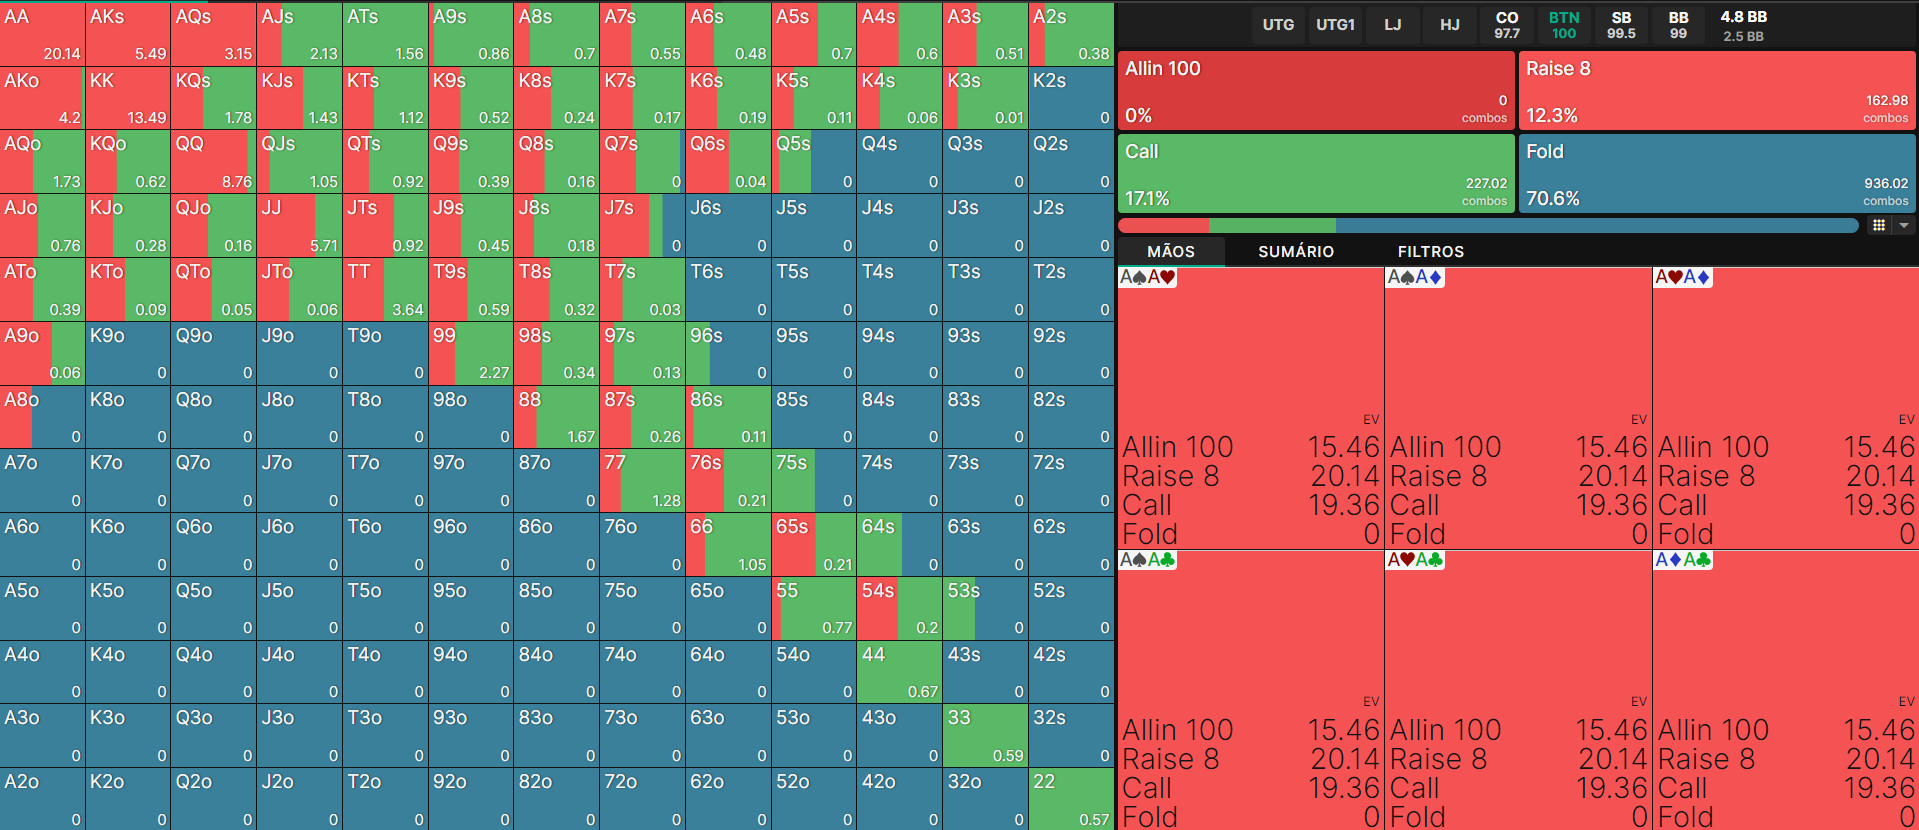 AA AKs AQs AJs ATs A9s A8s A7s A6s A5s A4s A3s A2s
20.14 5.49 3.15 2.13 1.56 0.86 0.7 0.55 0.48 0.7 0.6 0.51 0.38
AKo KK KQs KJs KTs K9s K8s K7s K6s K5s K4s K3s K2s
4.2 13.49 1.78 1.43 1.12 0.52 0.24 0.17 0.19 0.11 0.06 0.01 0
AQo KQo QQ QJs QTs Q9s Q8s Q7s Q6s Q5s Q4s Q3s Q2s
1.73 0.62 8.76 1.05 0.92 0.39 0.16 0 0.04 0 0 0 0
AJo KJo QJo JJ JTs J9s J8s J7s J6s J5s J4s J3s J2s
0.76 0.28 0.16 5.71 0.92 0.45 0.18 0 0 0 0 0 0
ATo KTo QTo JTo TT T9s T8s T7s T6s T5s T4s T3s T2s
0.39 0.09 0.05 0.06 3.64 0.59 0.32 0.03 0 0 0 0 0
A9o K9o Q9o J9o T9o 99 98s 97s 96s 95s 94s 93s 92s
0.06 0 0 0 0 2.27 0.34 0.13 0 0 0 0 0
A8o K8o Q8o J8o T8o 98o 88 87s 86s 85s 84s 83s 82s
0 0 0 0 0 0 1.67 0.26 0.11 0 0 0 0
A7o K7o Q7o J7o T7o 97o 87o 77 76s 75s 74s 73s 72s
0 0 0 0 0 0 0 1.28 0.21 0 0 0 0
A6o K6o Q6o J6o T6o 96o 86o 76o 66 65s 64s 63s 62s
0 0 0 0 0 0 0 0 1.05 0.21 0 0 0
A5o K5o Q5o J5o T5o 95o 85o 75o 65o 55 54s 53s 52s
0 0 0 0 0 0 0 0 0 0.77 0.2 0 0
A4o K4o Q4o J4o T4o 94o 84o 74o 64o 54o 44 43s 42s
0 0 0 0 0 0 0 0 0 0 0.67 0 0
A3o K3o Q3o J3o T3o 93o 83o 73o 63o 53o 43o 33 32s
0 0 0 0 0 0 0 0 0 0 0 0.59 0
A2o K2o Q2o J2o T2o 92o 82o 72o 62o 52o 42o 32o 22
0 0 0 0 0 0 0 0 0 0 0 0 0.57
UTG UTG1 LJ HJ CO BTN SB BB 4.8 BB
97.7 100 99.5 99 2.5 BB
Allin 100 Raise 8
0 162.98
0% combos 12.3% combos
Call Fold
227.02 936.02
17.1% combos 70.6% combos
MÃOS SUMÁRIO FILTROS
A♠A♥ A♠A♦ A♥A♦
EV EV EV
Allin 100 15.46 Allin 100 15.46 Allin 100 15.46
Raise 8 20.14 Raise 8 20.14 Raise 8 20.14
Call 19.36 Call 19.36 Call 19.36
Fold 0 Fold 0 Fold 0
A♠A♣ A♥A♣ A♦A♣
EV EV EV
Allin 100 15.46 Allin 100 15.46 Allin 100 15.46
Raise 8 20.14 Raise 8 20.14 Raise 8 20.14
Call 19.36 Call 19.36 Call 19.36
Fold 0 Fold 0 Fold 0